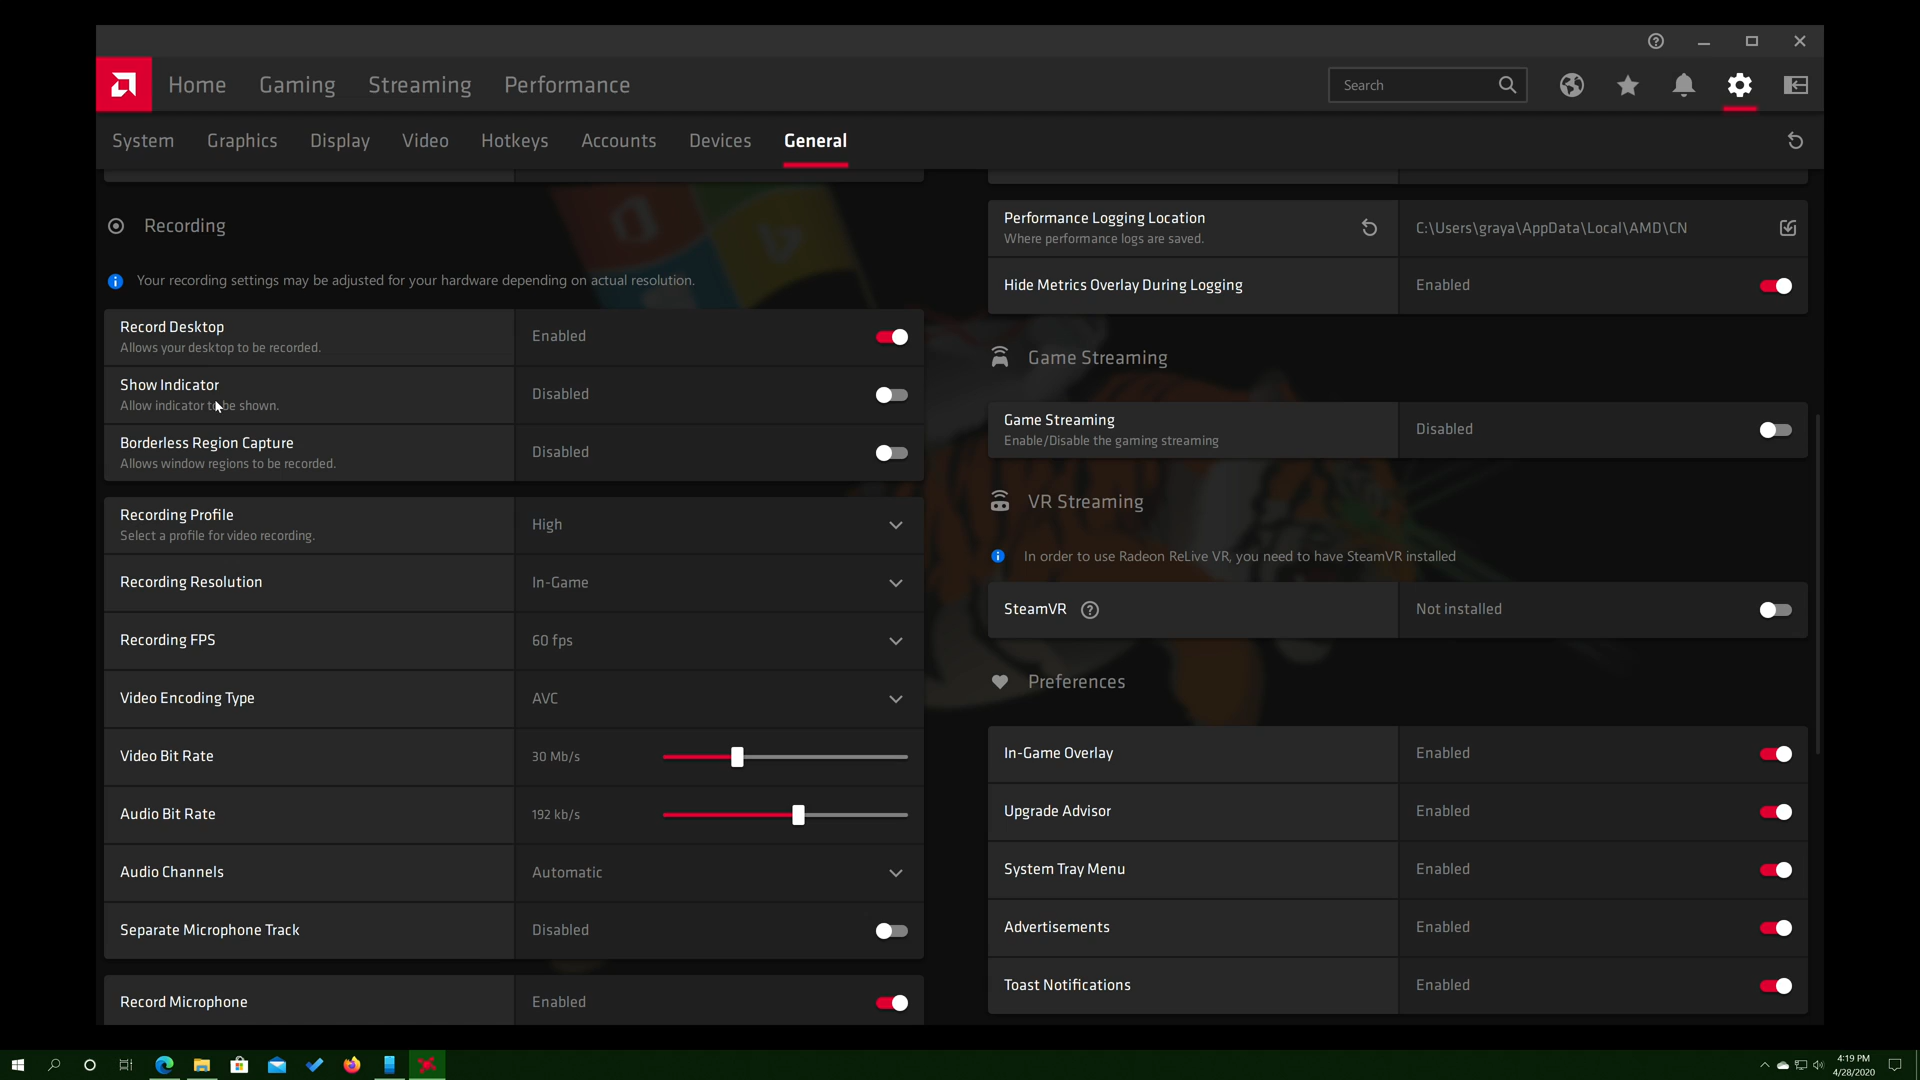 Home
Gaming
Streaming
Performance
Search
System
Graphics
Display
Video
Hotkeys
Accounts
Devices
General
Recording
Your recording settings may be adjusted for your hardware depending on actual resolution.
Record Desktop
Allows your desktop to be recorded.
Enabled
Show Indicator
Allow indicator to be shown.
Disabled
Borderless Region Capture
Allows window regions to be recorded.
Disabled
Recording Profile
Select a profile for video recording.
High
Recording Resolution
In-Game
Recording FPS
60 fps
Video Encoding Type
AVC
Video Bit Rate
30 Mb/s
Audio Bit Rate
192 kb/s
Audio Channels
Automatic
Separate Microphone Track
Disabled
Record Microphone
Enabled
Performance Logging Location
Where performance logs are saved.
C:\Users\graya\AppData\Local\AMD\CN
Hide Metrics Overlay During Logging
Enabled
Game Streaming
Game Streaming
Enable/Disable the gaming streaming
Disabled
VR Streaming
In order to use Radeon ReLive VR, you need to have SteamVR installed
SteamVR
Not installed
Preferences
In-Game Overlay
Enabled
Upgrade Advisor
Enabled
System Tray Menu
Enabled
Advertisements
Enabled
Toast Notifications
Enabled
4:19 PM
4/28/2020